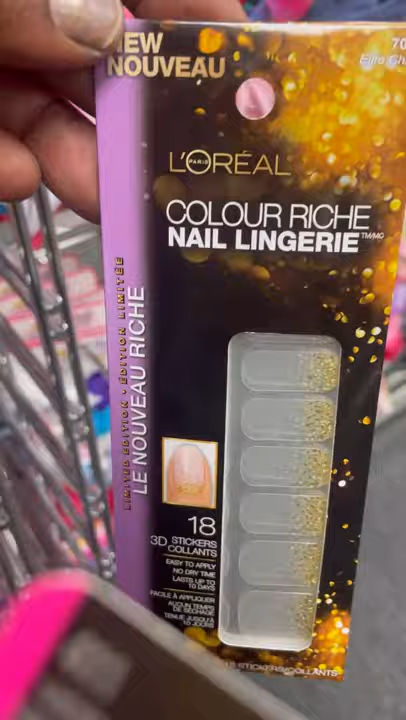 NEW
NOUVEAU
70
L'ORÉAL
PARIS
COLOUR RICHE
NAIL LINGERIE TM/MC
LIMITED EDITION • ÉDITION LIMITÉE
LE NOUVEAU RICHE
18
3D STICKERS
COLLANTS
EASY TO APPLY
NO DRY TIME
LASTS UP TO
10 DAYS
FACILE À APPLIQUER
AUCUN TEMPS
DE SÉCHAGE
TENUE JUSQU'À
10 JOURS
18 STICKERS/COLLANTS